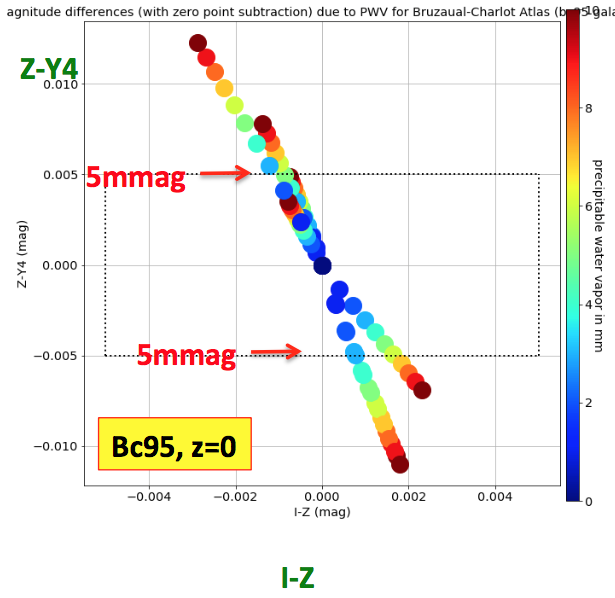 agnitude differences (with zero point subtraction) due to PWV for Bruzaual-Charlot Atlas
Z-Y4
0.010
5mmag
0.005
0.000
5mmag
−0.005
−0.010
Z-Y4 (mag)
Bc95, z=0
−0.004
−0.002
0.000
0.002
0.004
I-Z (mag)
10
8
6
4
2
0
precipitable water vapor in mm
I-Z